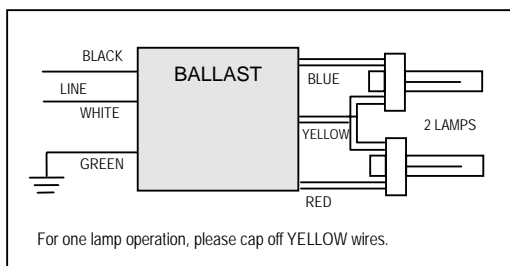 BLACK
BALLAST
BLUE
LINE
WHITE
2 LAMPS
YELLOW
GREEN
RED
For one lamp operation, please cap off YELLOW wires.